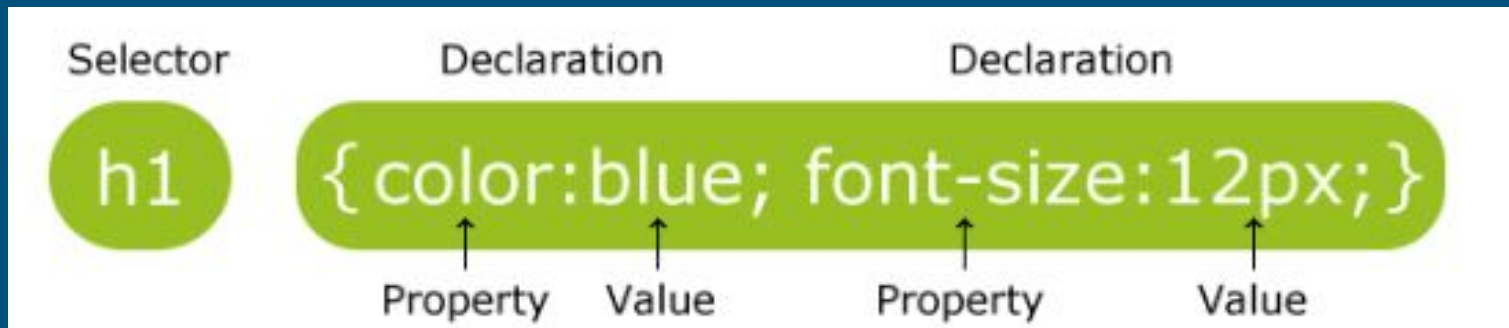 Selector Declaration Declaration
h1 {color:blue; font-size:12px;}
Property Value Property Value